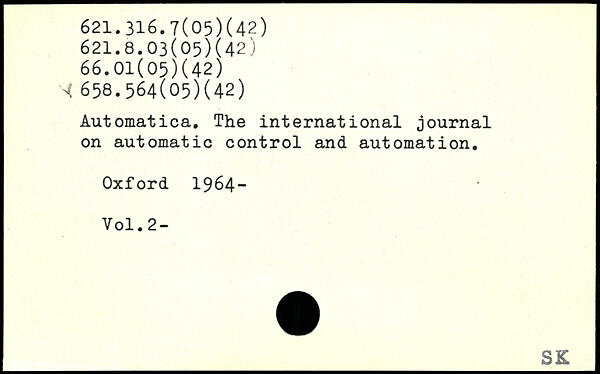 621.316.7(05)(42)
621.8.03(05)(42)
66.01(05)(42)
658.564(05)(42)
Automatica. The international journal
on automatic control and automation.
Oxford 1964-
Vol.2-
SK